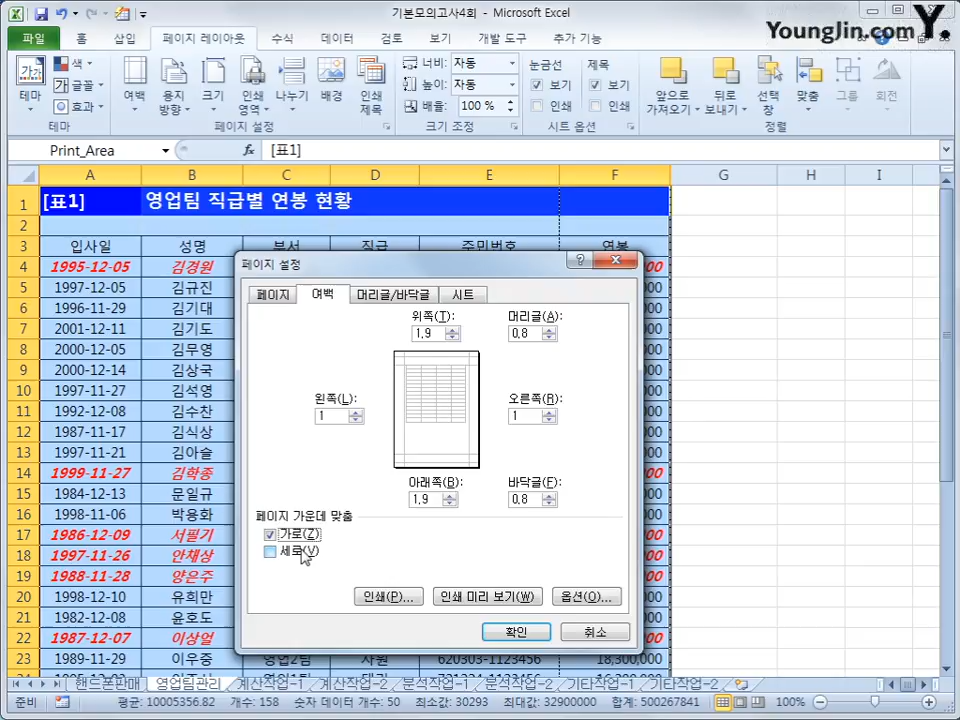 기본모의고사4회 - Microsoft Excel
Younglin.com Y.
파일 홈 삽입 페이지 레이아웃 수식 데이터 검토 보기 개발 도구 추가 기능
가가 테마 색 글꼴 효과
여백 용지 방향 크기 인쇄 영역 나누기 배경 인쇄 제목
너비: 자동
높이: 자동
배율: 100 %
눈금선 보기 인쇄
제목 보기 인쇄
앞으로 가져오기 뒤로 보내기 선택 창 맞춤 그룹 회전
테마 페이지 설정 크기 조정 시트 옵션 정렬
Print_Area fx [표1]
A B C D E F G H I
1 [표1] 영업팀 직급별 연봉 현황
2
3 입사일 성명 부서 직급 주민번호 연봉
4 1995-12-05 김경원
5 1997-12-05 김규진
6 1996-11-29 김기대
7 2001-12-11 김기도
8 2000-12-05 김무영
9 2000-12-14 김상국
10 1997-11-27 김석영
11 1992-12-08 김수찬
12 1987-11-17 김식상
13 1997-11-21 김아슬
14 1999-11-27 김학종
15 1984-12-13 문일규
16 1998-11-06 박용화
17 1986-12-09 서필기
18 1997-11-26 안채상
19 1988-11-28 양은주
20 1998-12-10 유희만
21 1982-12-08 윤호도
22 1987-12-07 이상열
23 1989-11-29 이우중 영업2팀 사원 620303-1123456 18,300,000
페이지 설정
페이지 여백 머리글/바닥글 시트
위쪽(T): 머리글(A):
1.9 0.8
왼쪽(L): 오른쪽(R):
1 1
아래쪽(B): 바닥글(F):
1.9 0.8
페이지 가운데 맞춤
가로(Z)
세로(V)
인쇄(P)... 인쇄 미리 보기(W) 옵션(O)...
확인 취소
핸드폰판매 영업팀관리 계산작업-1 계산작업-2 분석작업-1 분석작업-2 기타작업-1 기타작업-2
준비 평균: 10005356.82 개수: 158 숫자 데이터 개수: 50 최소값: 30293 최대값: 32900000 합계: 500267841 100%